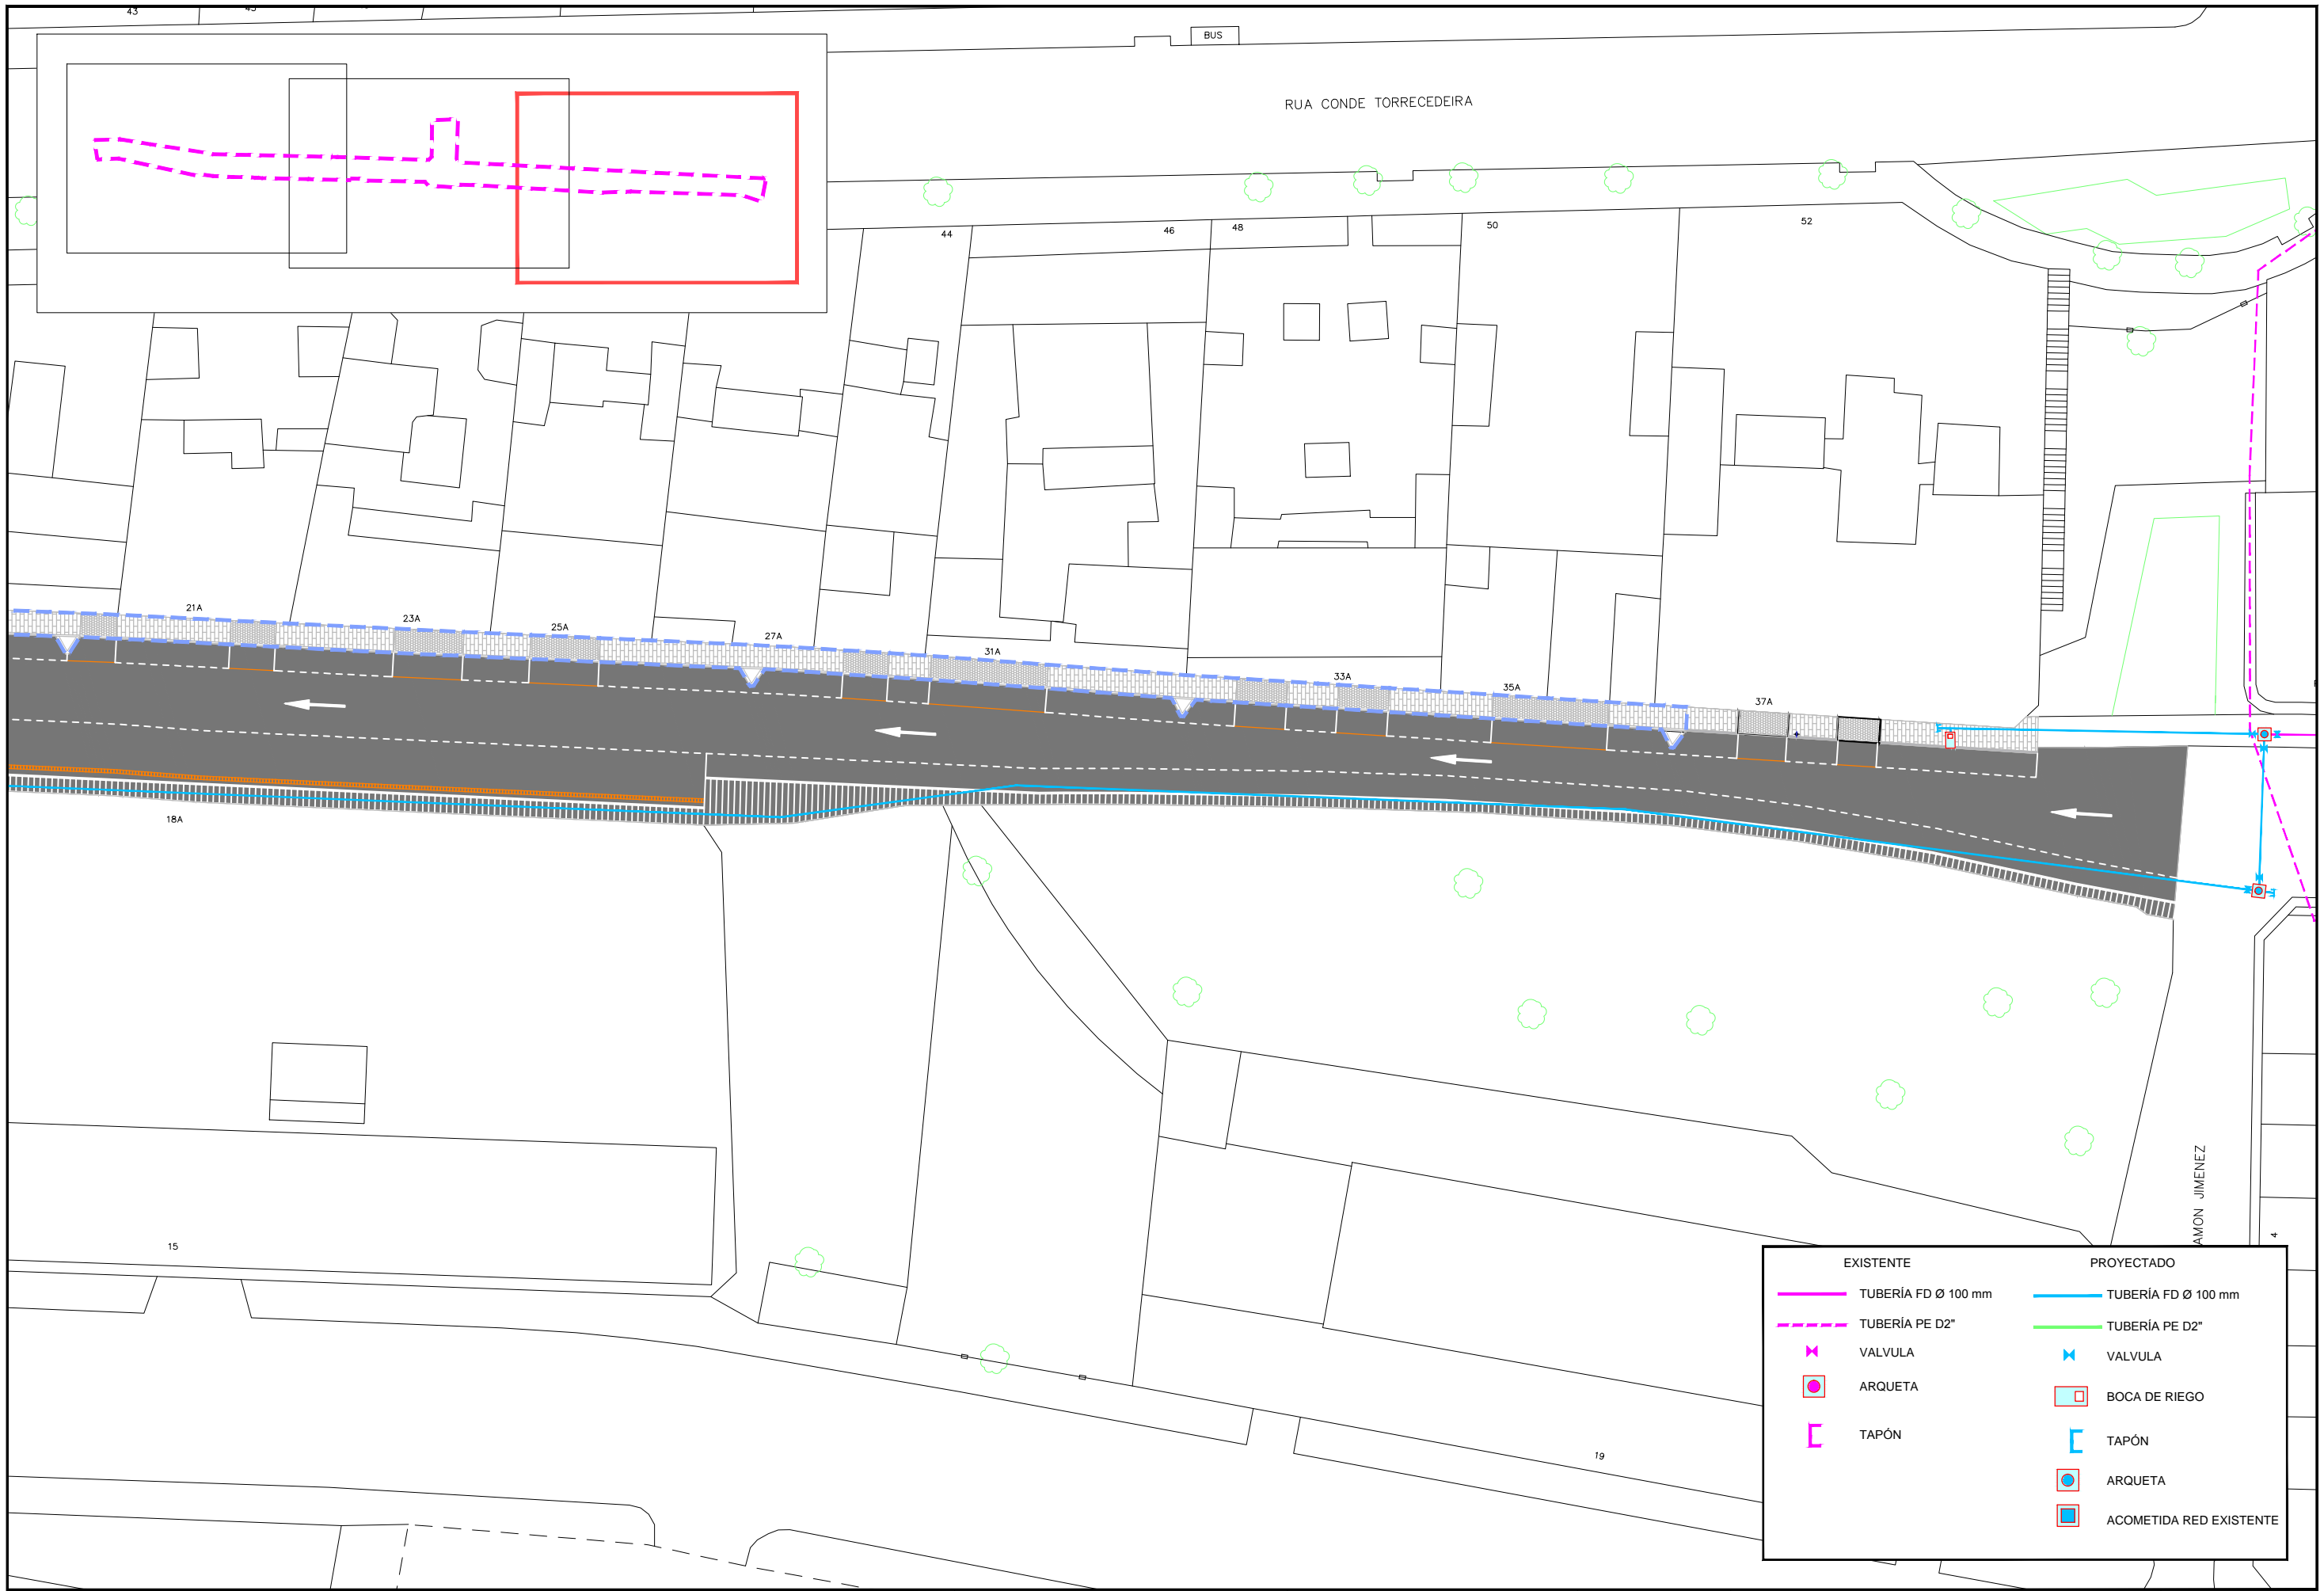 43
BUS
RUA CONDE TORRECEDEIRA
44
46
48
50
52
21A
23A
25A
27A
31A
33A
35A
37A
18A
15
19
AMON JIMENEZ
4
EXISTENTE
TUBERÍA FD Ø 100 mm
TUBERÍA PE D2"
VALVULA
ARQUETA
TAPÓN
PROYECTADO
TUBERÍA FD Ø 100 mm
TUBERÍA PE D2"
VALVULA
BOCA DE RIEGO
TAPÓN
ARQUETA
ACOMETIDA RED EXISTENTE